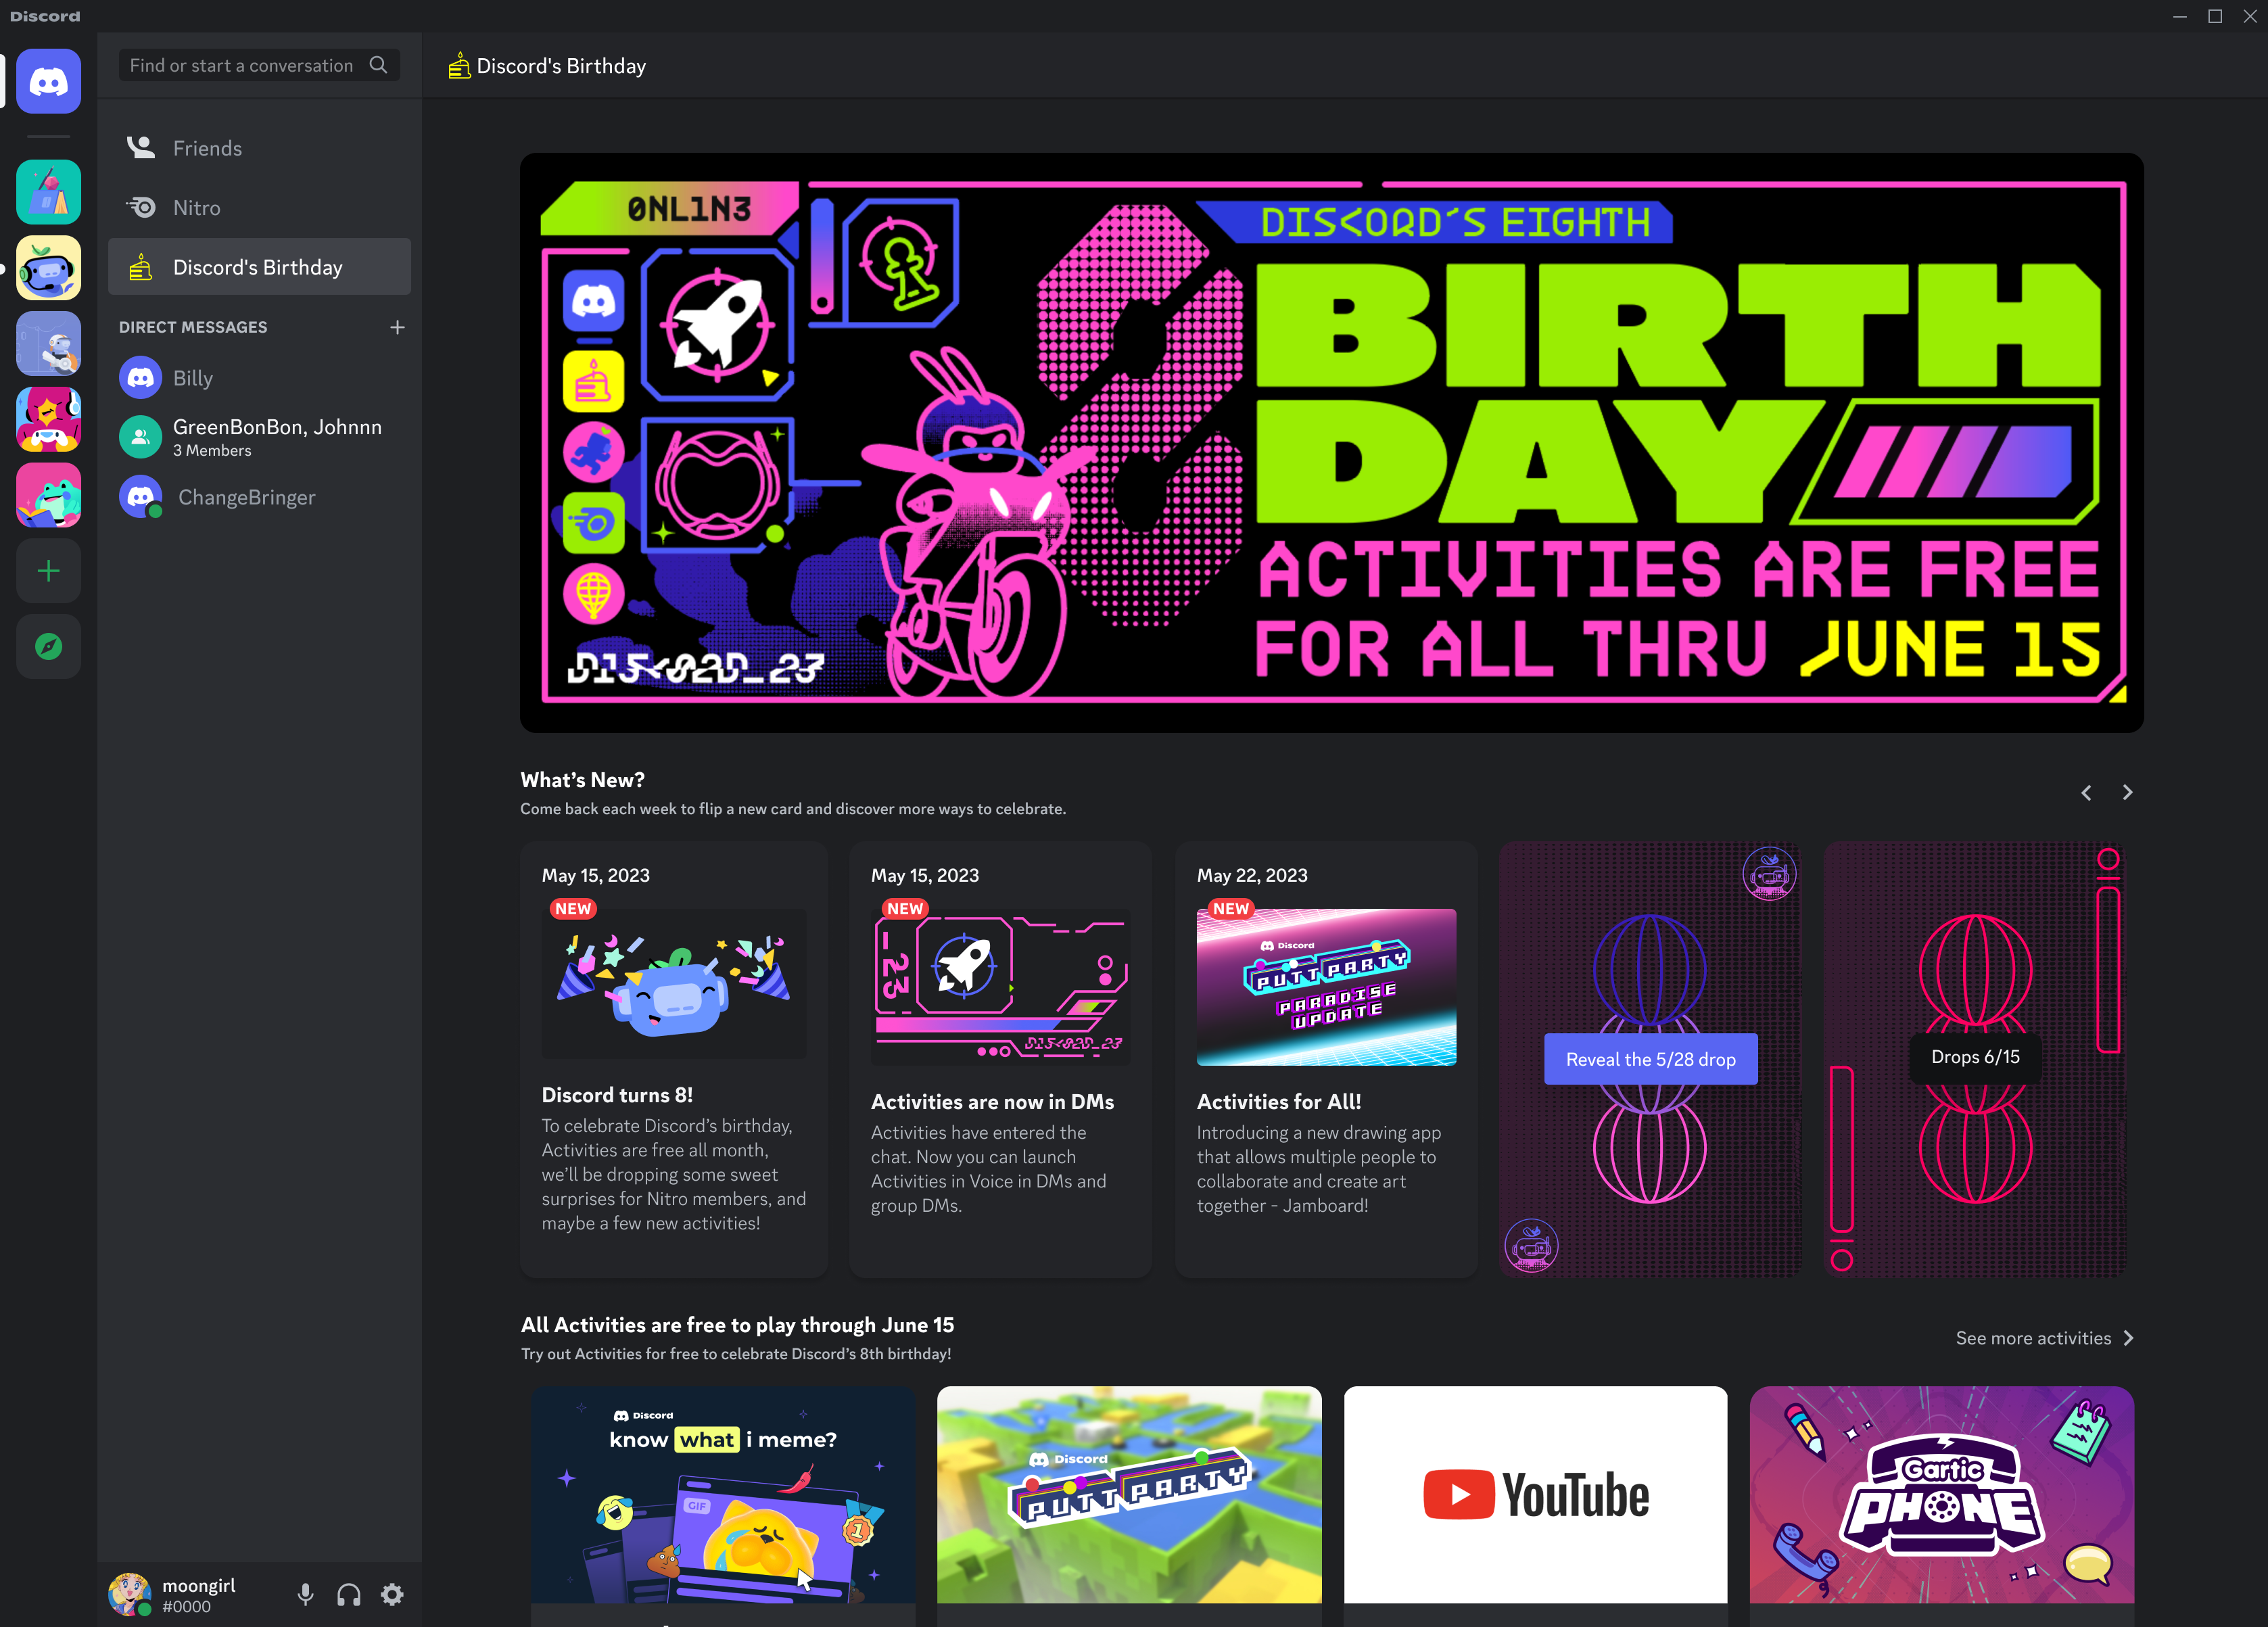 Discord
Find or start a conversation
Discord's Birthday
Friends
Nitro
Discord's Birthday
DIRECT MESSAGES
Billy
GreenBonBon, Johnnn
3 Members
ChangeBringer
moongirl
#0000
0NL1N3
DIS<ORD'S EIGHTH
BIRTH
DAY
ACTIVITIES ARE FREE
FOR ALL THRU JUNE 15
D15<02D_23
What’s New?
Come back each week to flip a new card and discover more ways to celebrate.
May 15, 2023
NEW
Discord turns 8!
To celebrate Discord’s birthday,
Activities are free all month,
we’ll be dropping some sweet
surprises for Nitro members, and
maybe a few new activities!
May 15, 2023
NEW
_23
D15<02D_23
Activities are now in DMs
Activities have entered the
chat. Now you can launch
Activities in Voice in DMs and
group DMs.
May 22, 2023
NEW
Discord
PUTT PARTY
PARADISE
UPDATE
Activities for All!
Introducing a new drawing app
that allows multiple people to
collaborate and create art
together - Jamboard!
Reveal the 5/28 drop
Drops 6/15
All Activities are free to play through June 15
Try out Activities for free to celebrate Discord’s 8th birthday!
See more activities
Discord
know what i meme?
GIF
1
Discord
PUTT PARTY
YouTube
Gartic
PHONE